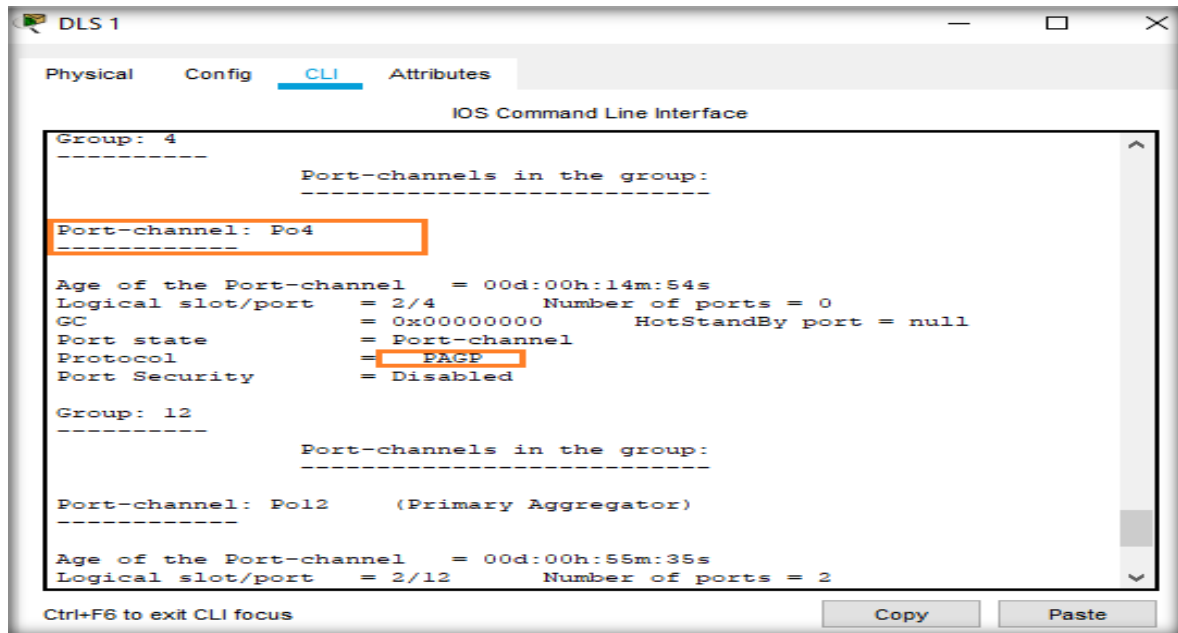 DLS 1
Physical Config CLI Attributes
IOS Command Line Interface
Group: 4
----------
Port-channels in the group:
---------------------------
Port-channel: Po4
------------
Age of the Port-channel = 00d:00h:14m:54s
Logical slot/port = 2/4 Number of ports = 0
GC = 0x00000000 HotStandBy port = null
Port state = Port-channel
Protocol = PAGP
Port Security = Disabled
Group: 12
----------
Port-channels in the group:
---------------------------
Port-channel: Po12 (Primary Aggregator)
------------
Age of the Port-channel = 00d:00h:55m:35s
Logical slot/port = 2/12 Number of ports = 2
Ctrl+F6 to exit CLI focus
Copy Paste